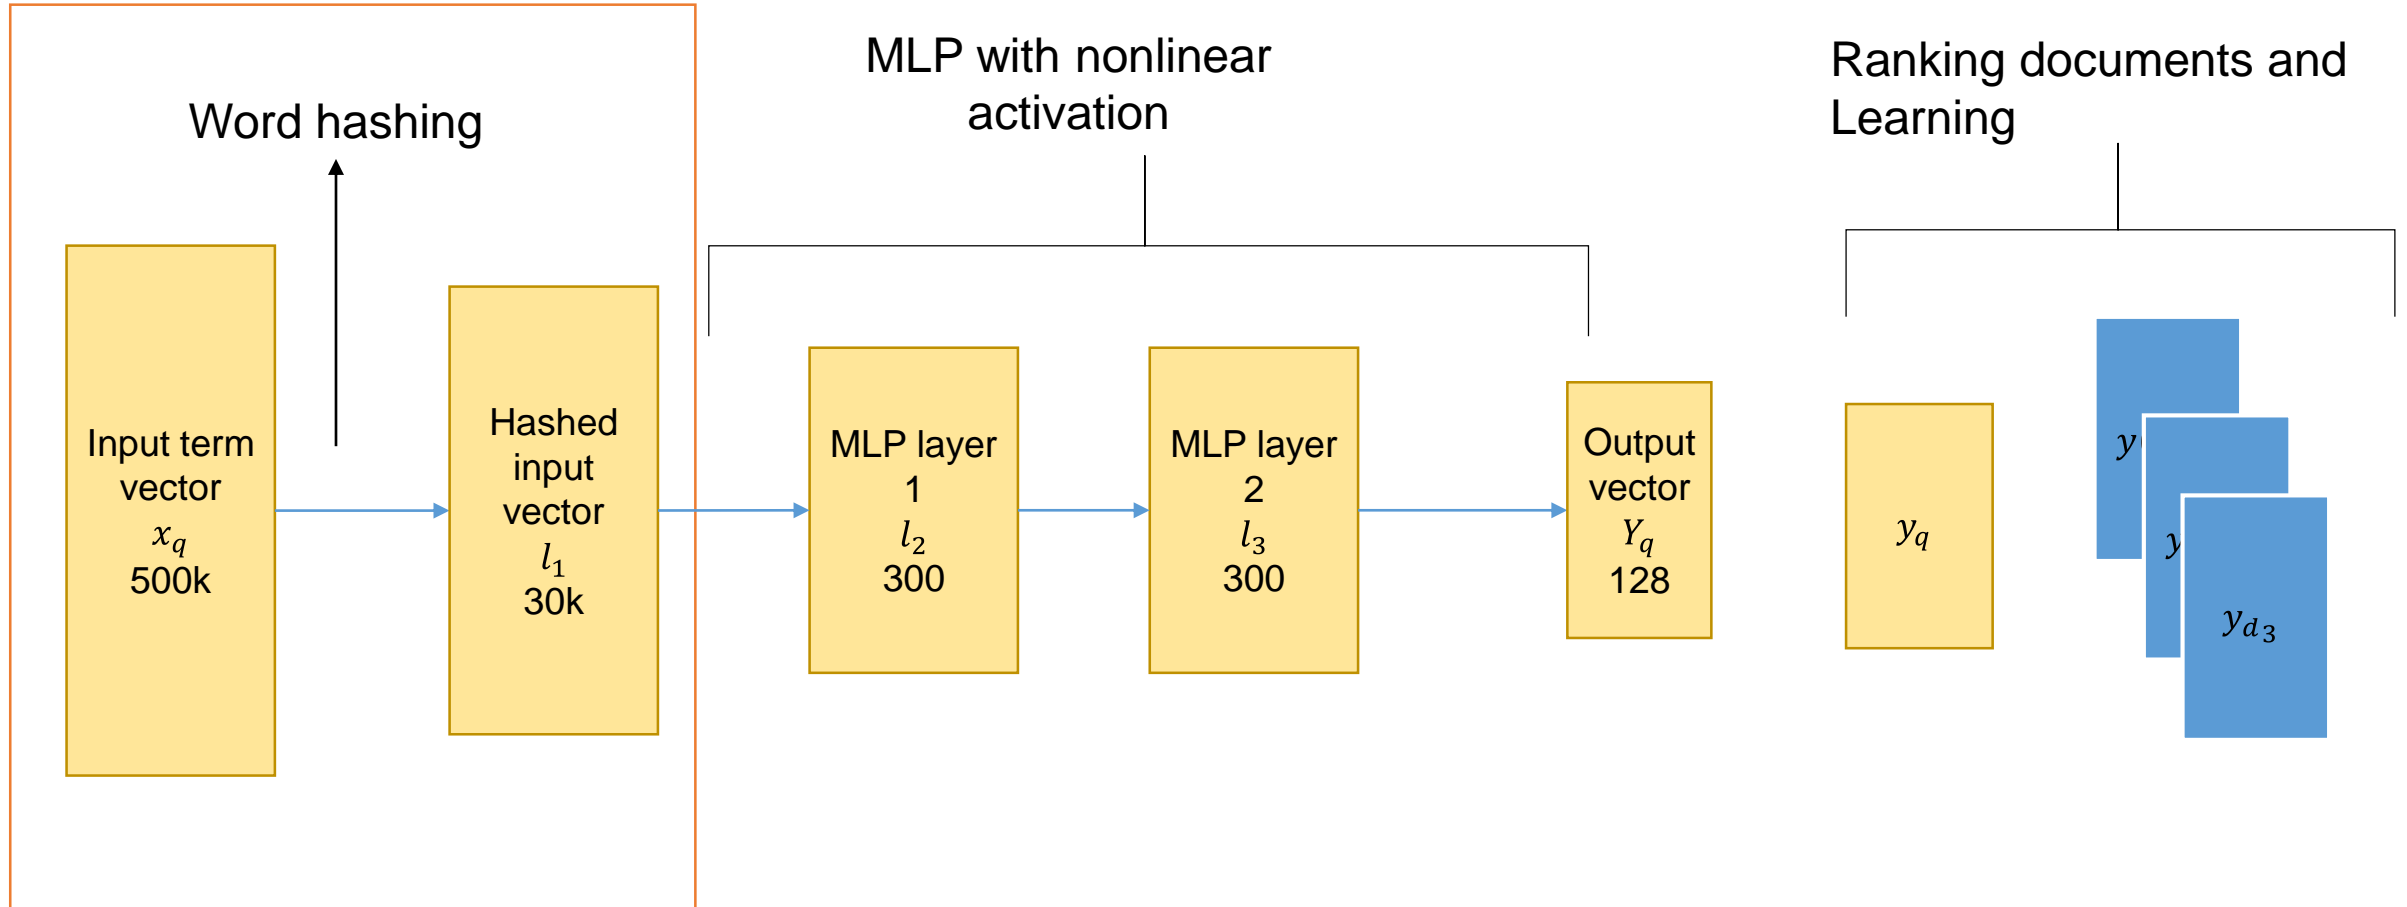 Word hashing
MLP with nonlinear
activation
Ranking documents and
Learning
Input term
vector
x_q
500k
Hashed
input
vector
l_1
30k
MLP layer
1
l_2
300
MLP layer
2
l_3
300
Output
vector
Y_q
128
y_q
y
y
y_{d_3}